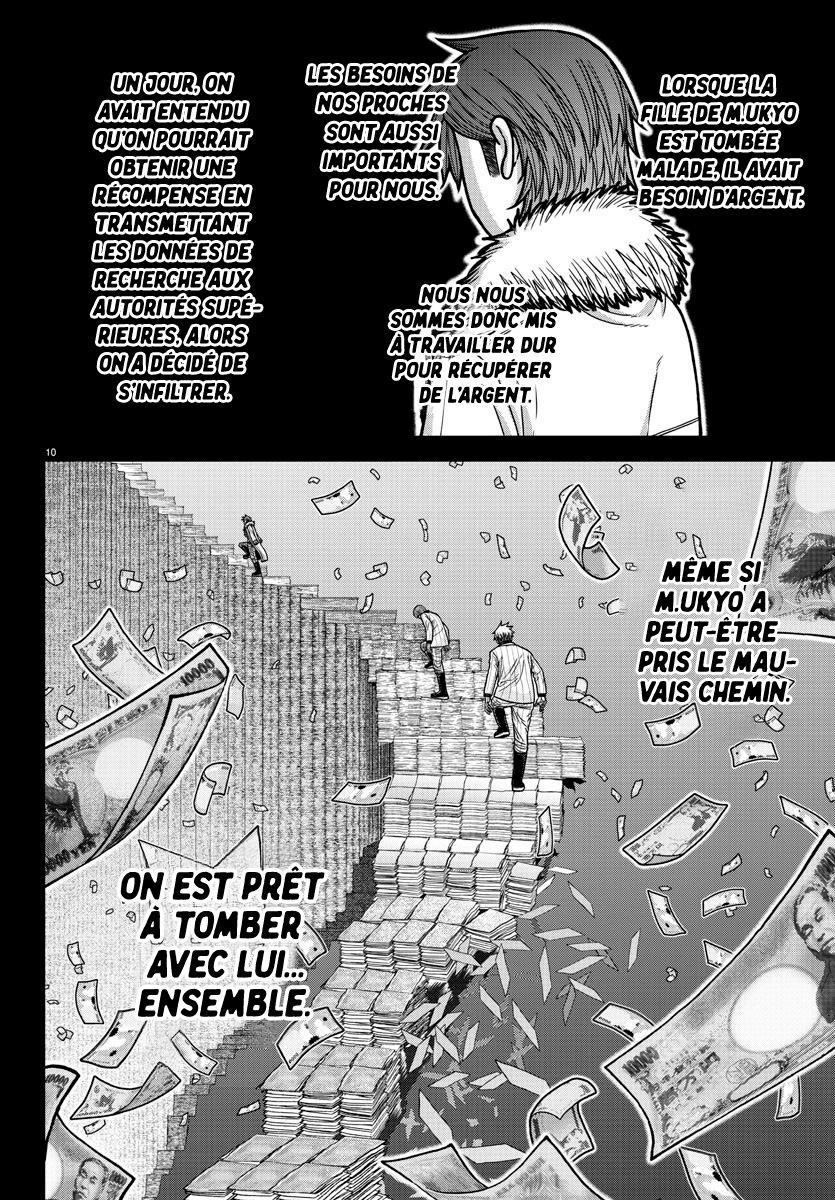 LORSQUE LA
FILLE DE M.UKYO
EST TOMBÉE
MALADE, IL AVAIT
BESOIN D'ARGENT.
LES BESOINS DE
NOS PROCHES
SONT AUSSI
IMPORTANTS
POUR NOUS.
NOUS NOUS
SOMMES DONC MIS
À TRAVAILLER DUR
POUR RÉCUPÉRER
DE L'ARGENT.
UN JOUR, ON
AVAIT ENTENDU
QU'ON POURRAIT
OBTENIR UNE
RÉCOMPENSE EN
TRANSMETTANT
LES DONNÉES DE
RECHERCHE AUX
AUTORITÉS SUPÉ-
RIEURES, ALORS
ON A DÉCIDÉ DE
S'INFILTRER.
10
MÊME SI
M.UKYO A
PEUT-ÊTRE
PRIS LE MAU-
VAIS CHEMIN.
10000
10000
ON EST PRÊT
À TOMBER
AVEC LUI...
ENSEMBLE.
10000
10000